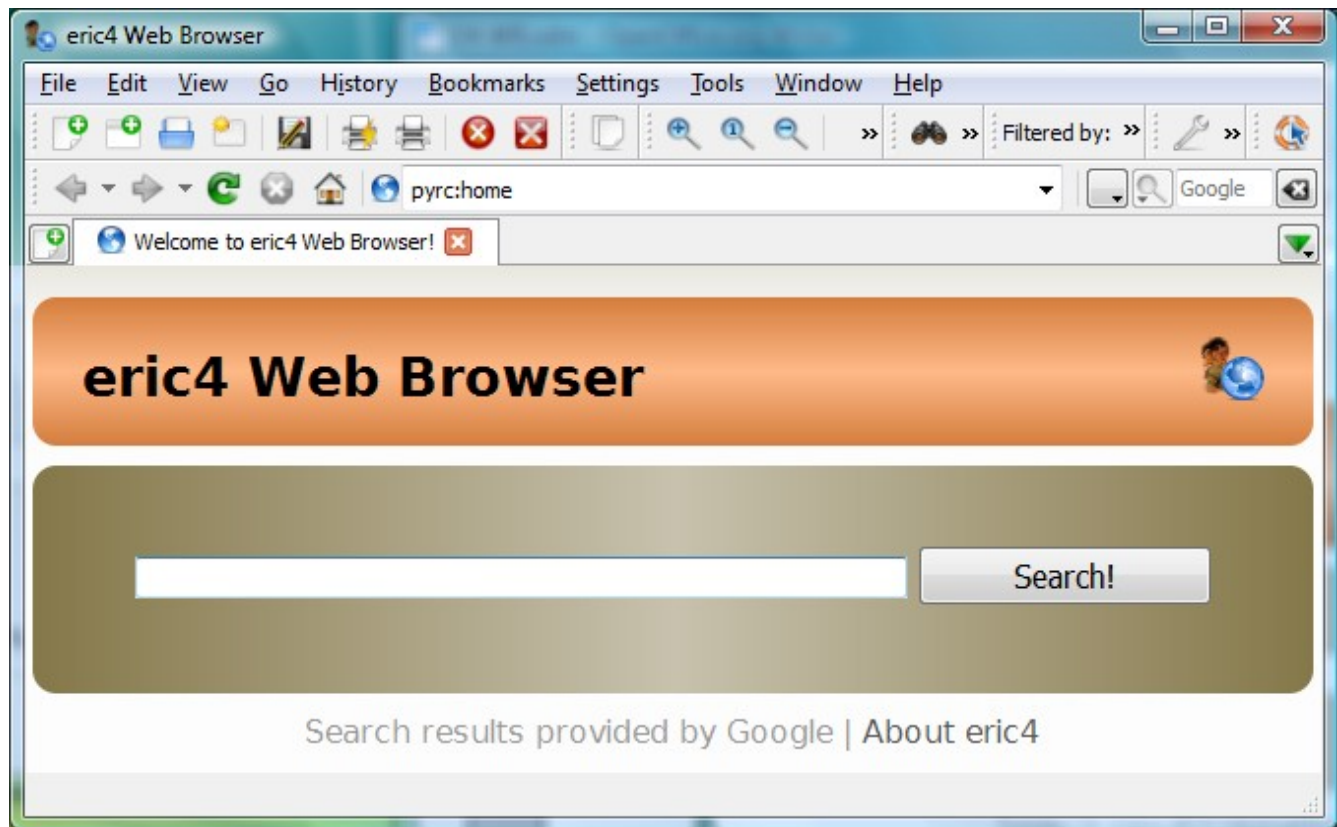 eric4 Web Browser
File Edit View Go History Bookmarks Settings Tools Window Help
Filtered by: »
pyrc:home Google
Welcome to eric4 Web Browser!
eric4 Web Browser
Search!
Search results provided by Google | About eric4